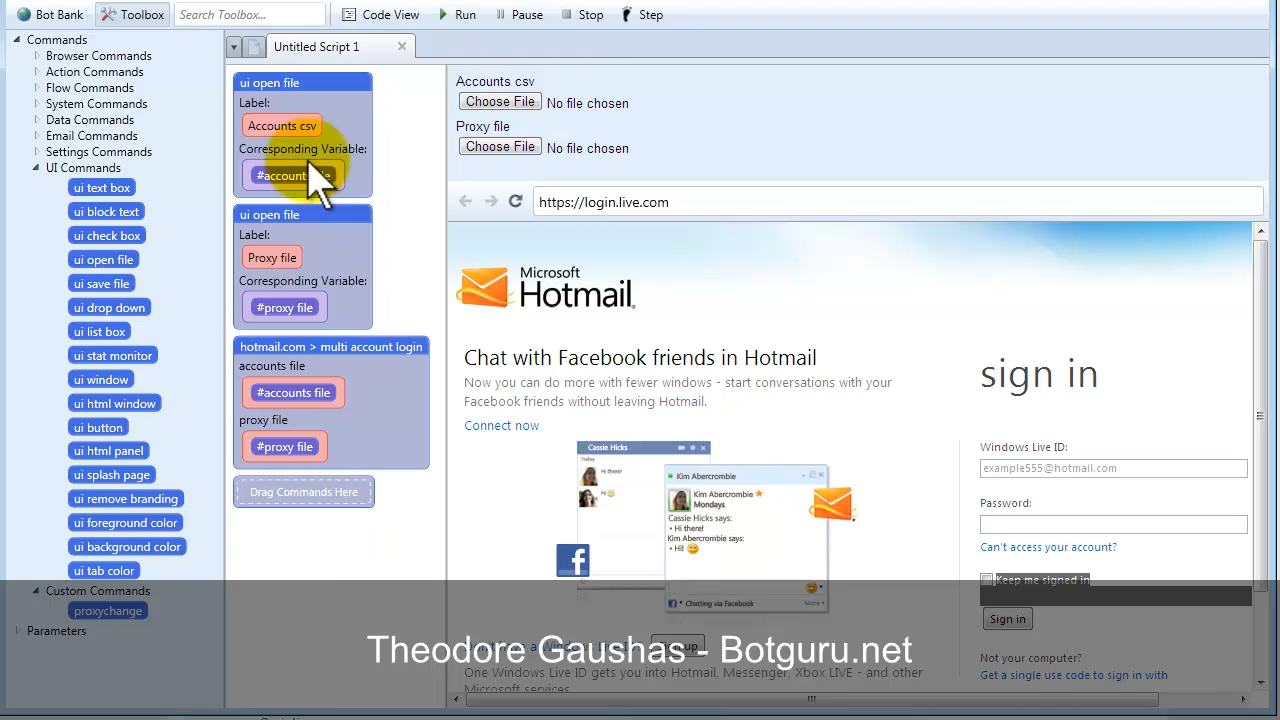 Bot Bank
Toolbox
Search Toolbox...
Code View
Run
Pause
Stop
Step
Commands
Browser Commands
Action Commands
Flow Commands
System Commands
Data Commands
Email Commands
Settings Commands
UI Commands
ui text box
ui block text
ui check box
ui open file
ui save file
ui drop down
ui list box
ui stat monitor
ui window
ui html window
ui button
ui html panel
ui splash page
ui remove branding
ui foreground color
ui background color
ui tab color
Custom Commands
proxychange
Parameters
Untitled Script 1
ui open file
Label:
Accounts csv
Corresponding Variable:
ui open file
Label:
Proxy file
Corresponding Variable:
#proxy file
hotmail.com > multi account login
accounts file
#accounts file
proxy file
#proxy file
Drag Commands Here
Accounts csv
Choose File No file chosen
Proxy file
Choose File No file chosen
https://login.live.com
Microsoft
Hotmail
Chat with Facebook friends in Hotmail
Now you can do more with fewer windows - start conversations with your
Facebook friends without leaving Hotmail.
Connect now
Cassie Hicks
Today
Hi there!
Hi!
Kim Abercrombie
Kim Abercrombie
Mondays
Cassie Hicks says:
• Hi there!
Kim Abercrombie says:
• Hi!
Chatting via Facebook
More
sign in
Windows Live ID:
example555@hotmail.com
Password:
Can't access your account?
Keep me signed in
Sign in
Not your computer?
Get a single use code to sign in with
Theodore Gaushas - Botguru.net
One Windows Live ID gets you into Hotmail, Messenger, Xbox LIVE - and other
Microsoft services.